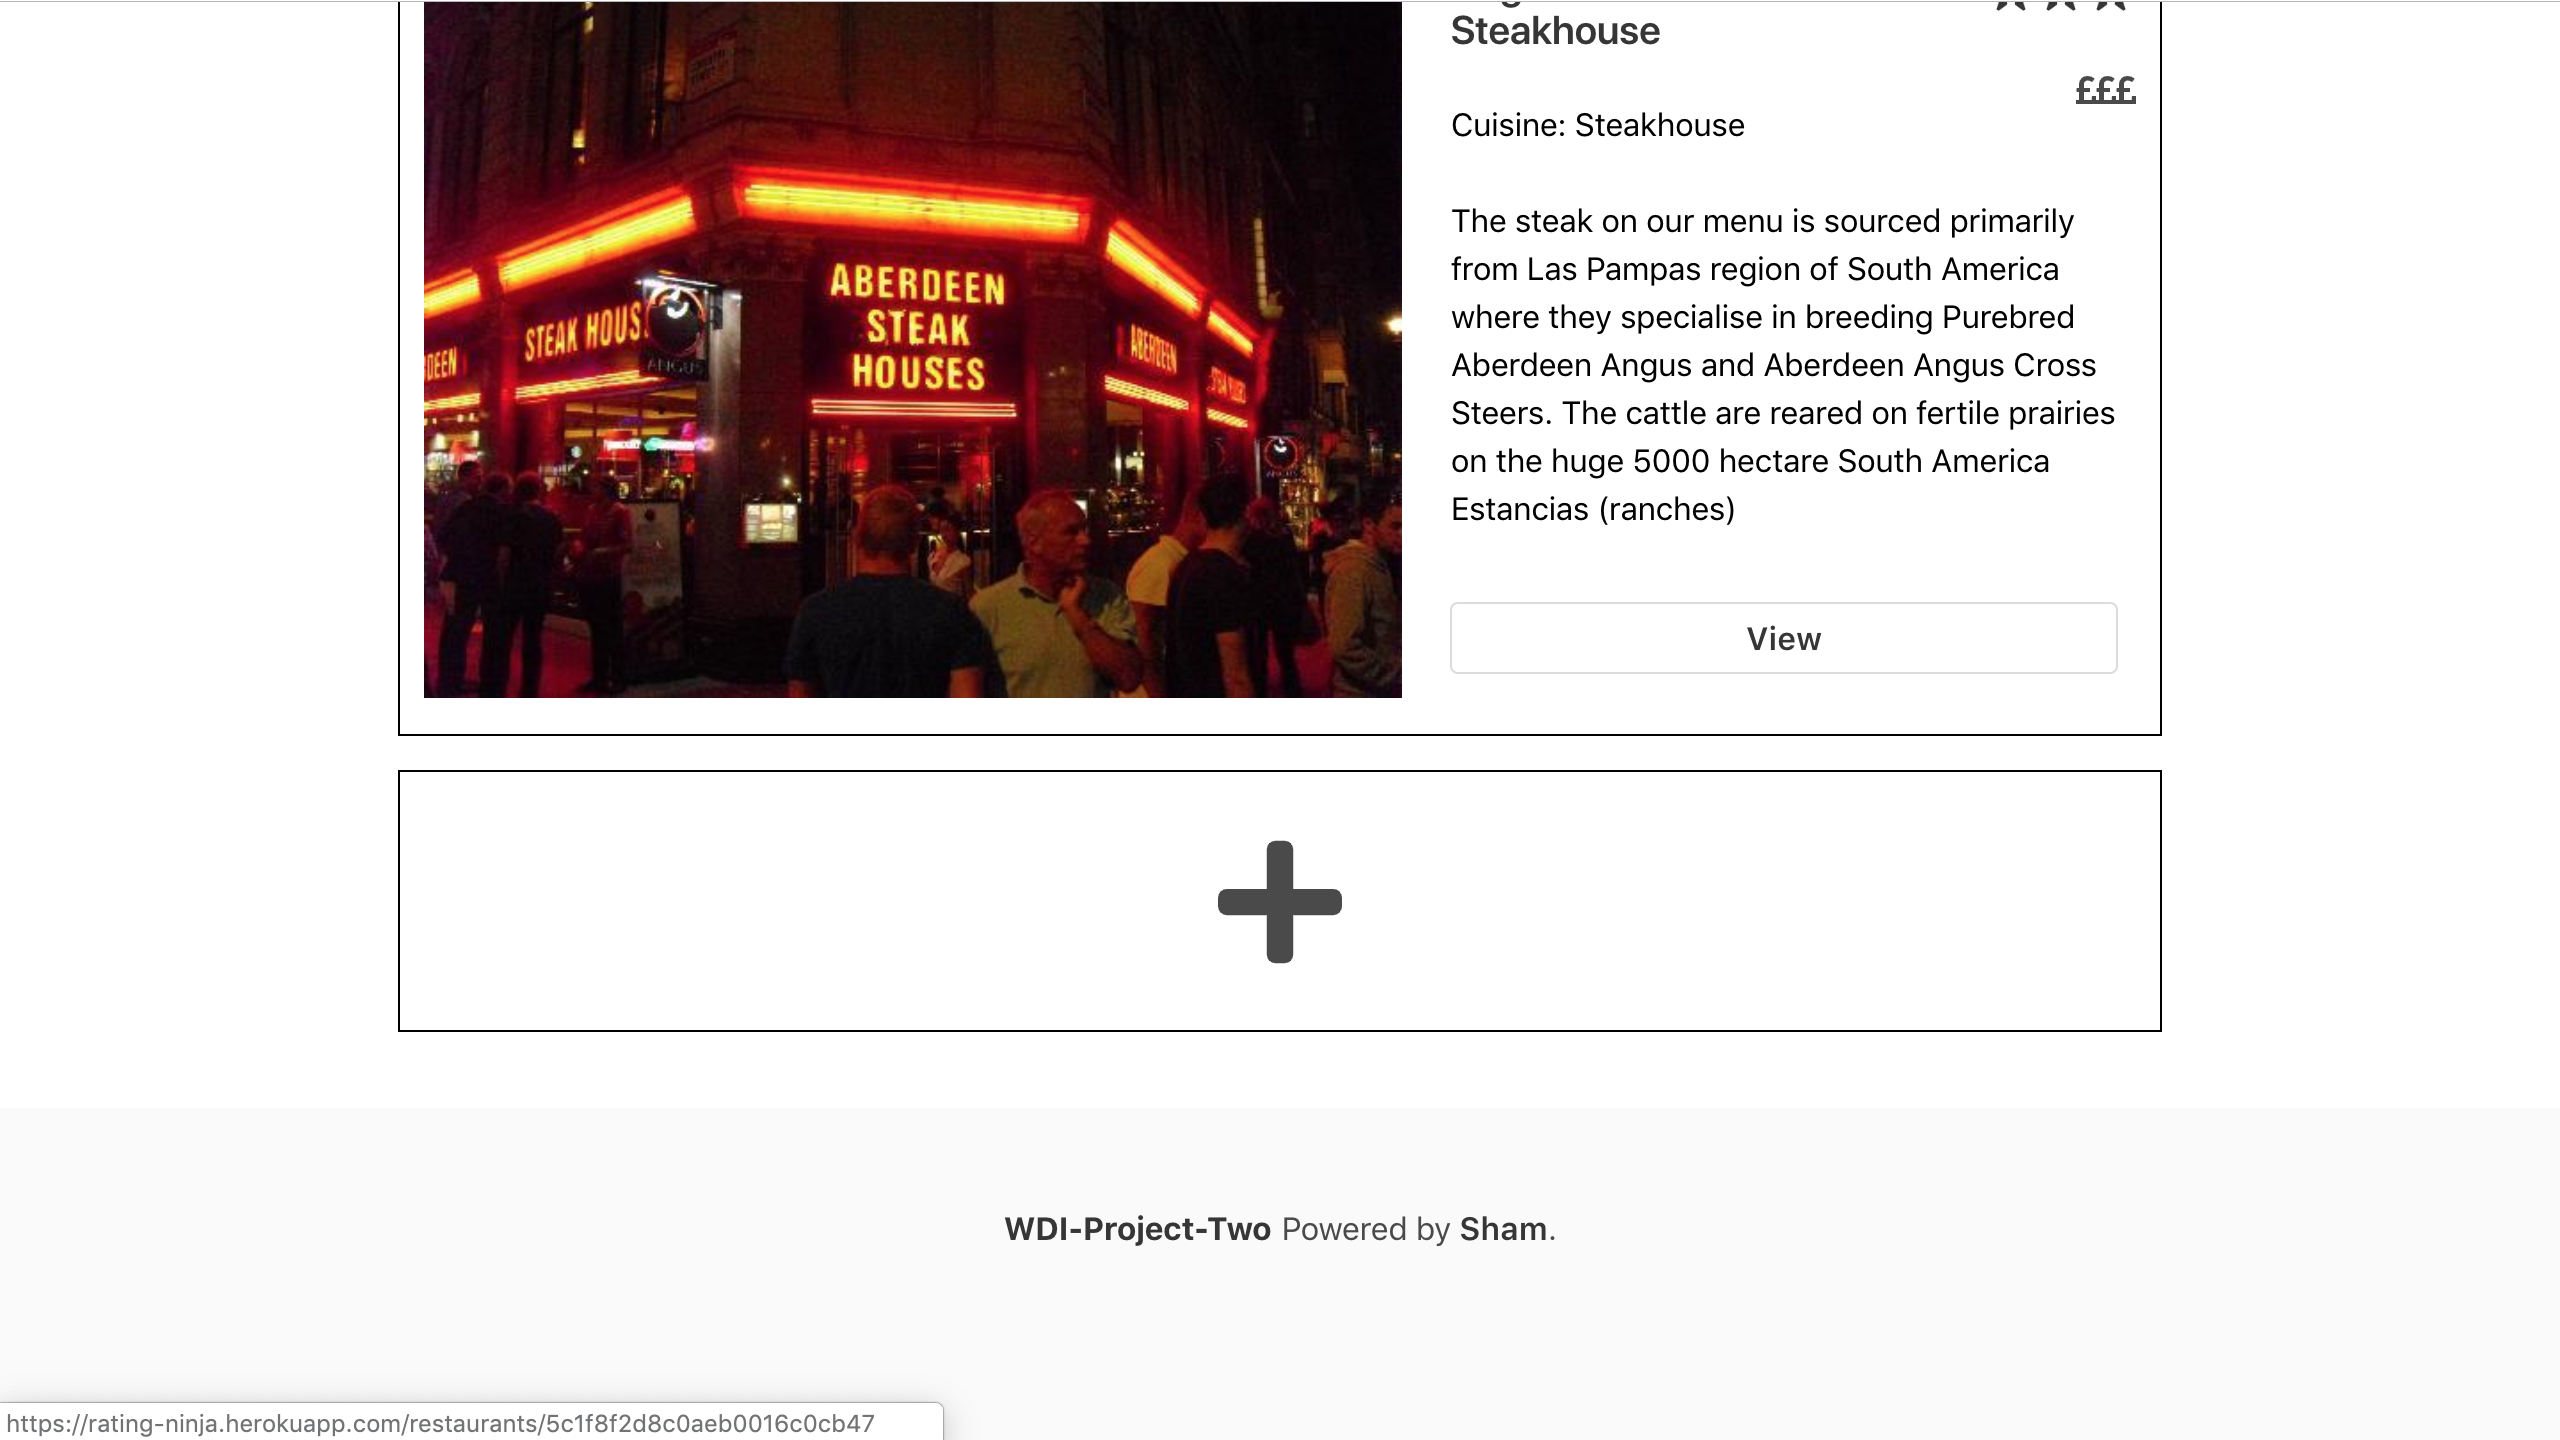 Steakhouse
£££
Cuisine: Steakhouse
The steak on our menu is sourced primarily
from Las Pampas region of South America
where they specialise in breeding Purebred
Aberdeen Angus and Aberdeen Angus Cross
Steers. The cattle are reared on fertile prairies
on the huge 5000 hectare South America
Estancias (ranches)
View
ABERDEEN
STEAK
HOUSES
STEAK HOUS
ANGUS
DEEN
ABERDEEN
WDI-Project-Two Powered by Sham.
https://rating-ninja.herokuapp.com/restaurants/5c1f8f2d8c0aeb0016c0cb47